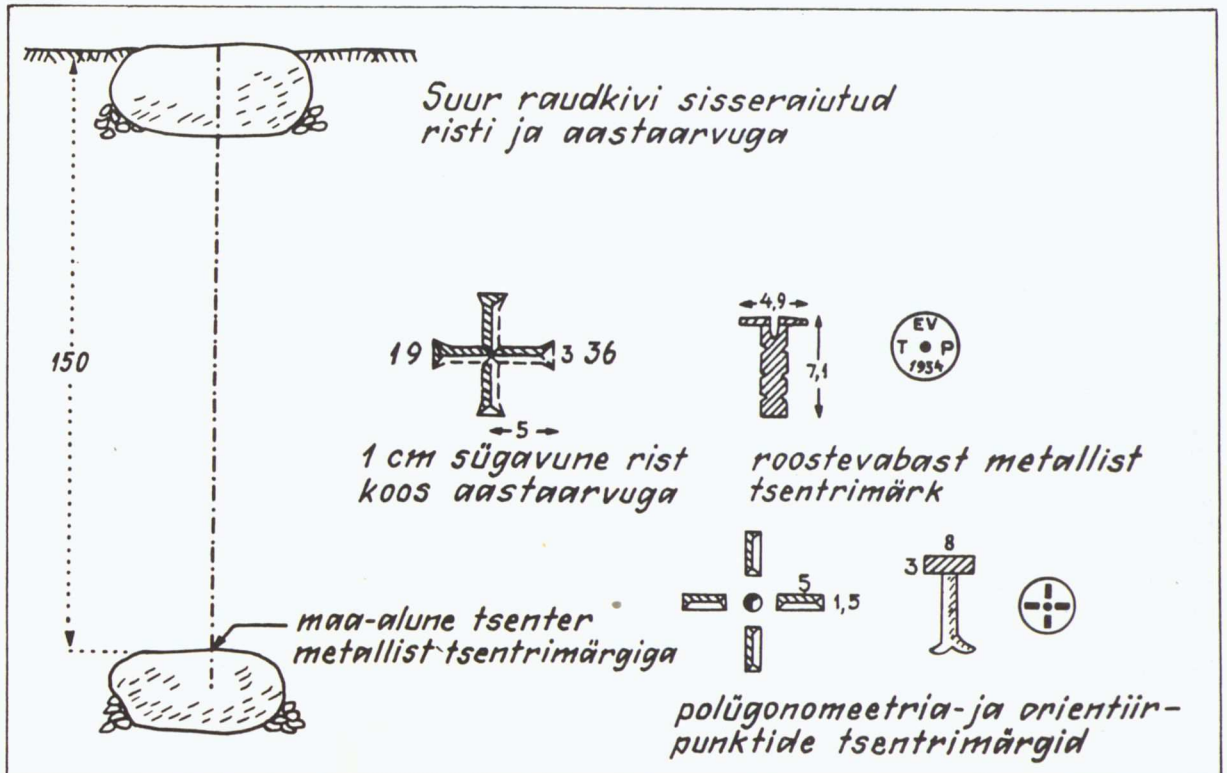 Suur raudkivi sisseraiutud
risti ja aastaarvuga
150
19 3 36
5
1 cm sügavune rist
koos aastaarvuga
4,9
7,1
EV
T P
1934
roostevabast metallist
tsentrimärk
maa-alune tsenter
metallist tsentrimärgiga
5
1,5
8
3
polügonomeetria- ja orientiir-
punktide tsentrimärgid